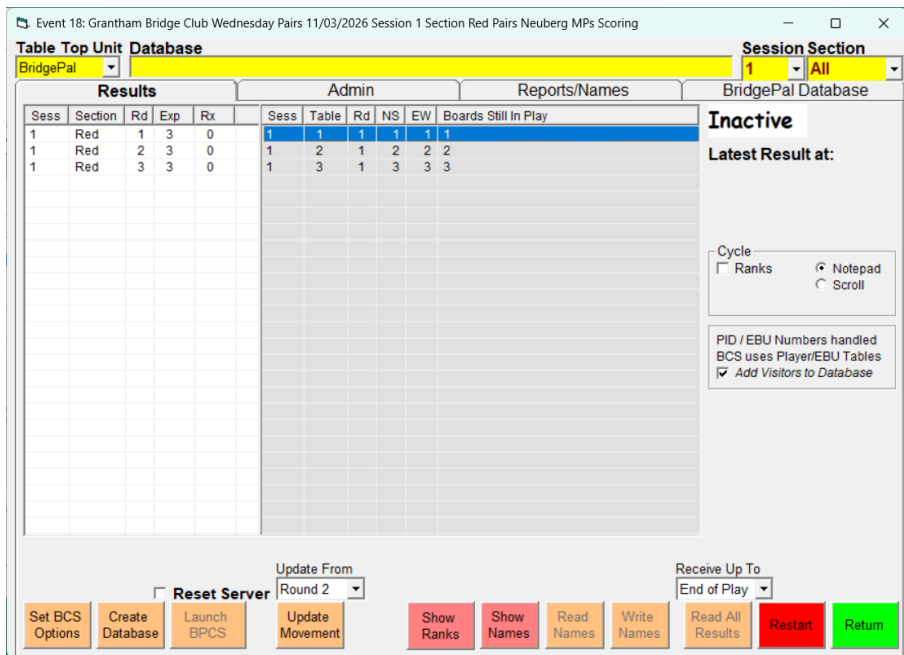 Event 18: Grantham Bridge Club Wednesday Pairs 11/03/2026 Session 1 Section Red Pairs Neuberg MPs Scoring
Table Top Unit Database Session Section
BridgePal 1 All
Results Admin Reports/Names BridgePal Database
Sess Section Rd Exp Rx Sess Table Rd NS EW Boards Still In Play
1 Red 1 3 0 1 1 1 1 1 1
1 Red 2 3 0 1 2 1 2 2 2
1 Red 3 3 0 1 3 1 3 3 3
Inactive
Latest Result at:
Cycle
Ranks Notepad
Scroll
PID / EBU Numbers handled
BCS uses Player/EBU Tables
Add Visitors to Database
Update From Receive Up To
Reset Server Round 2 End of Play
Set BCS Options Create Database Launch BPCS Update Movement Show Ranks Show Names Read Names Write Names Read All Results Restart Return